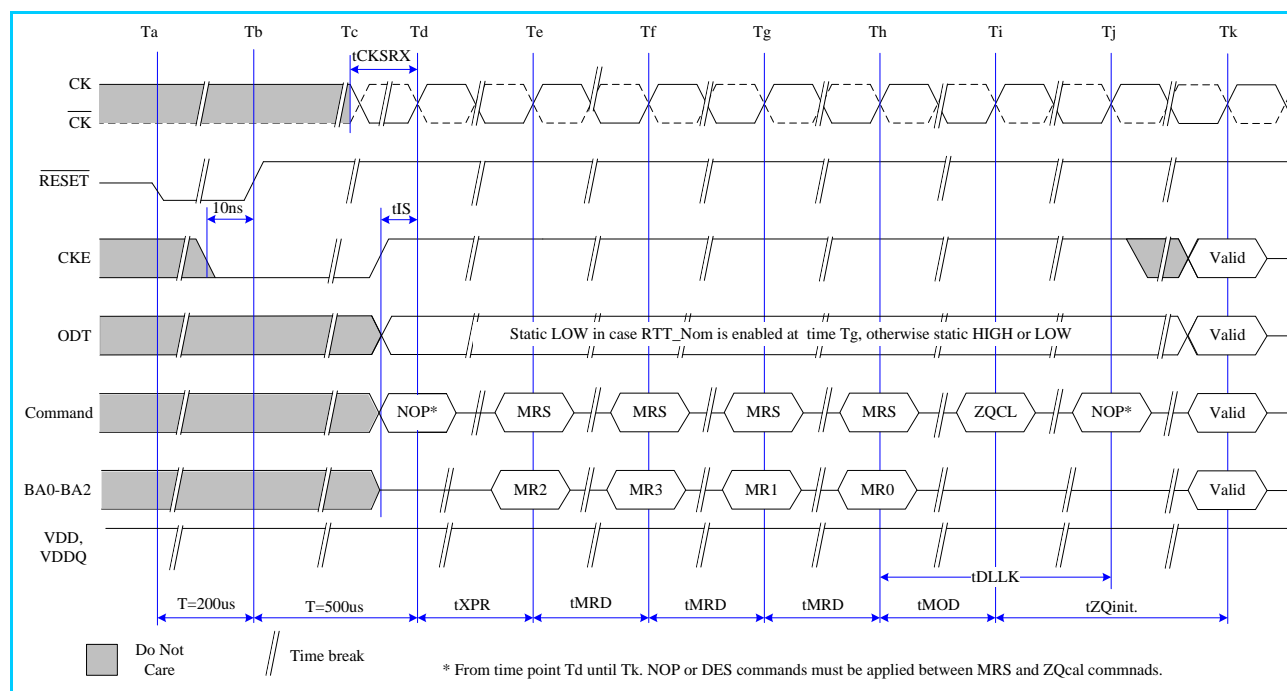 Ta Tb Tc Td Te Tf Tg Th Ti Tj Tk
tCKSRX
CK
CK
RESET
10ns
tIS
CKE
Valid
ODT
Static LOW in case RTT_Nom is enabled at time Tg, otherwise static HIGH or LOW
Valid
Command
NOP* MRS MRS MRS MRS ZQCL NOP* Valid
BA0-BA2
MR2 MR3 MR1 MR0 Valid
VDD,
VDDQ
tDLLK
T=200us T=500us tXPR tMRD tMRD tMRD tMOD tZQinit.
Do Not
Care
Time break
* From time point Td until Tk. NOP or DES commands must be applied between MRS and ZQcal commnads.